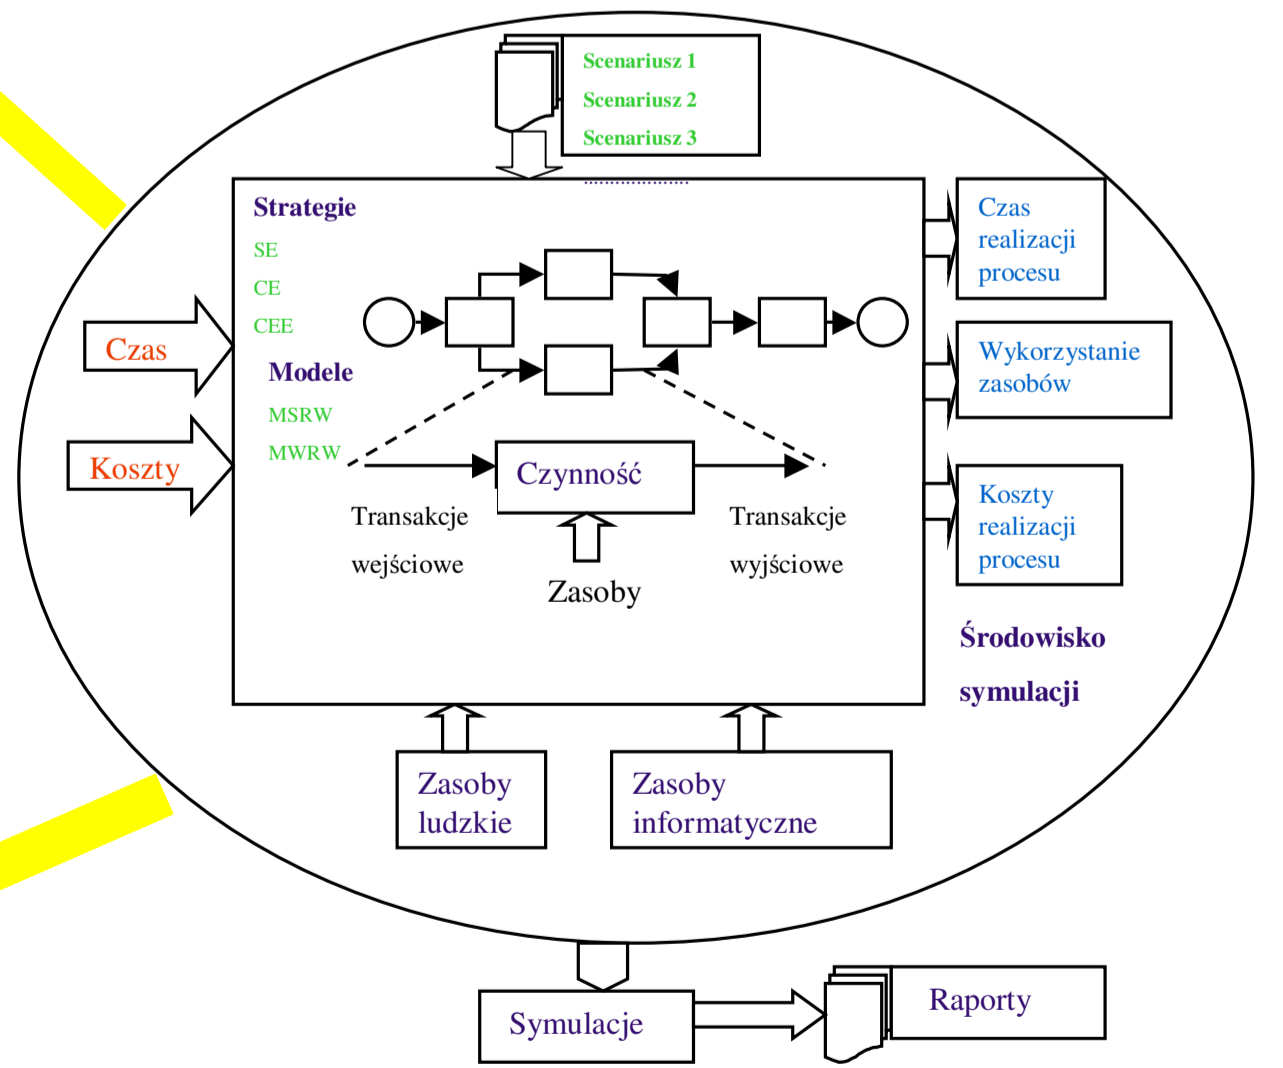 Scenariusz 1
Scenariusz 2
Scenariusz 3
....................
Strategie
SE
CE
CEE
Modele
MSRW
MWRW
Czas
Koszty
Czynność
Transakcje
wejściowe
Transakcje
wyjściowe
Zasoby
Czas
realizacji
procesu
Wykorzystanie
zasobów
Koszty
realizacji
procesu
Środowisko
symulacji
Zasoby
ludzkie
Zasoby
informatyczne
Symulacje
Raporty